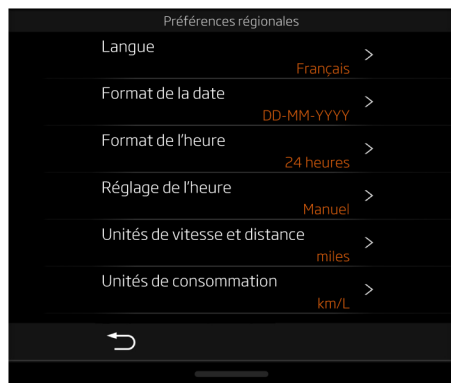 Préférences régionales
Langue
Français
Format de la date
DD-MM-YYYY
Format de l'heure
24 heures
Réglage de l'heure
Manuel
Unités de vitesse et distance
miles
Unités de consommation
km/L